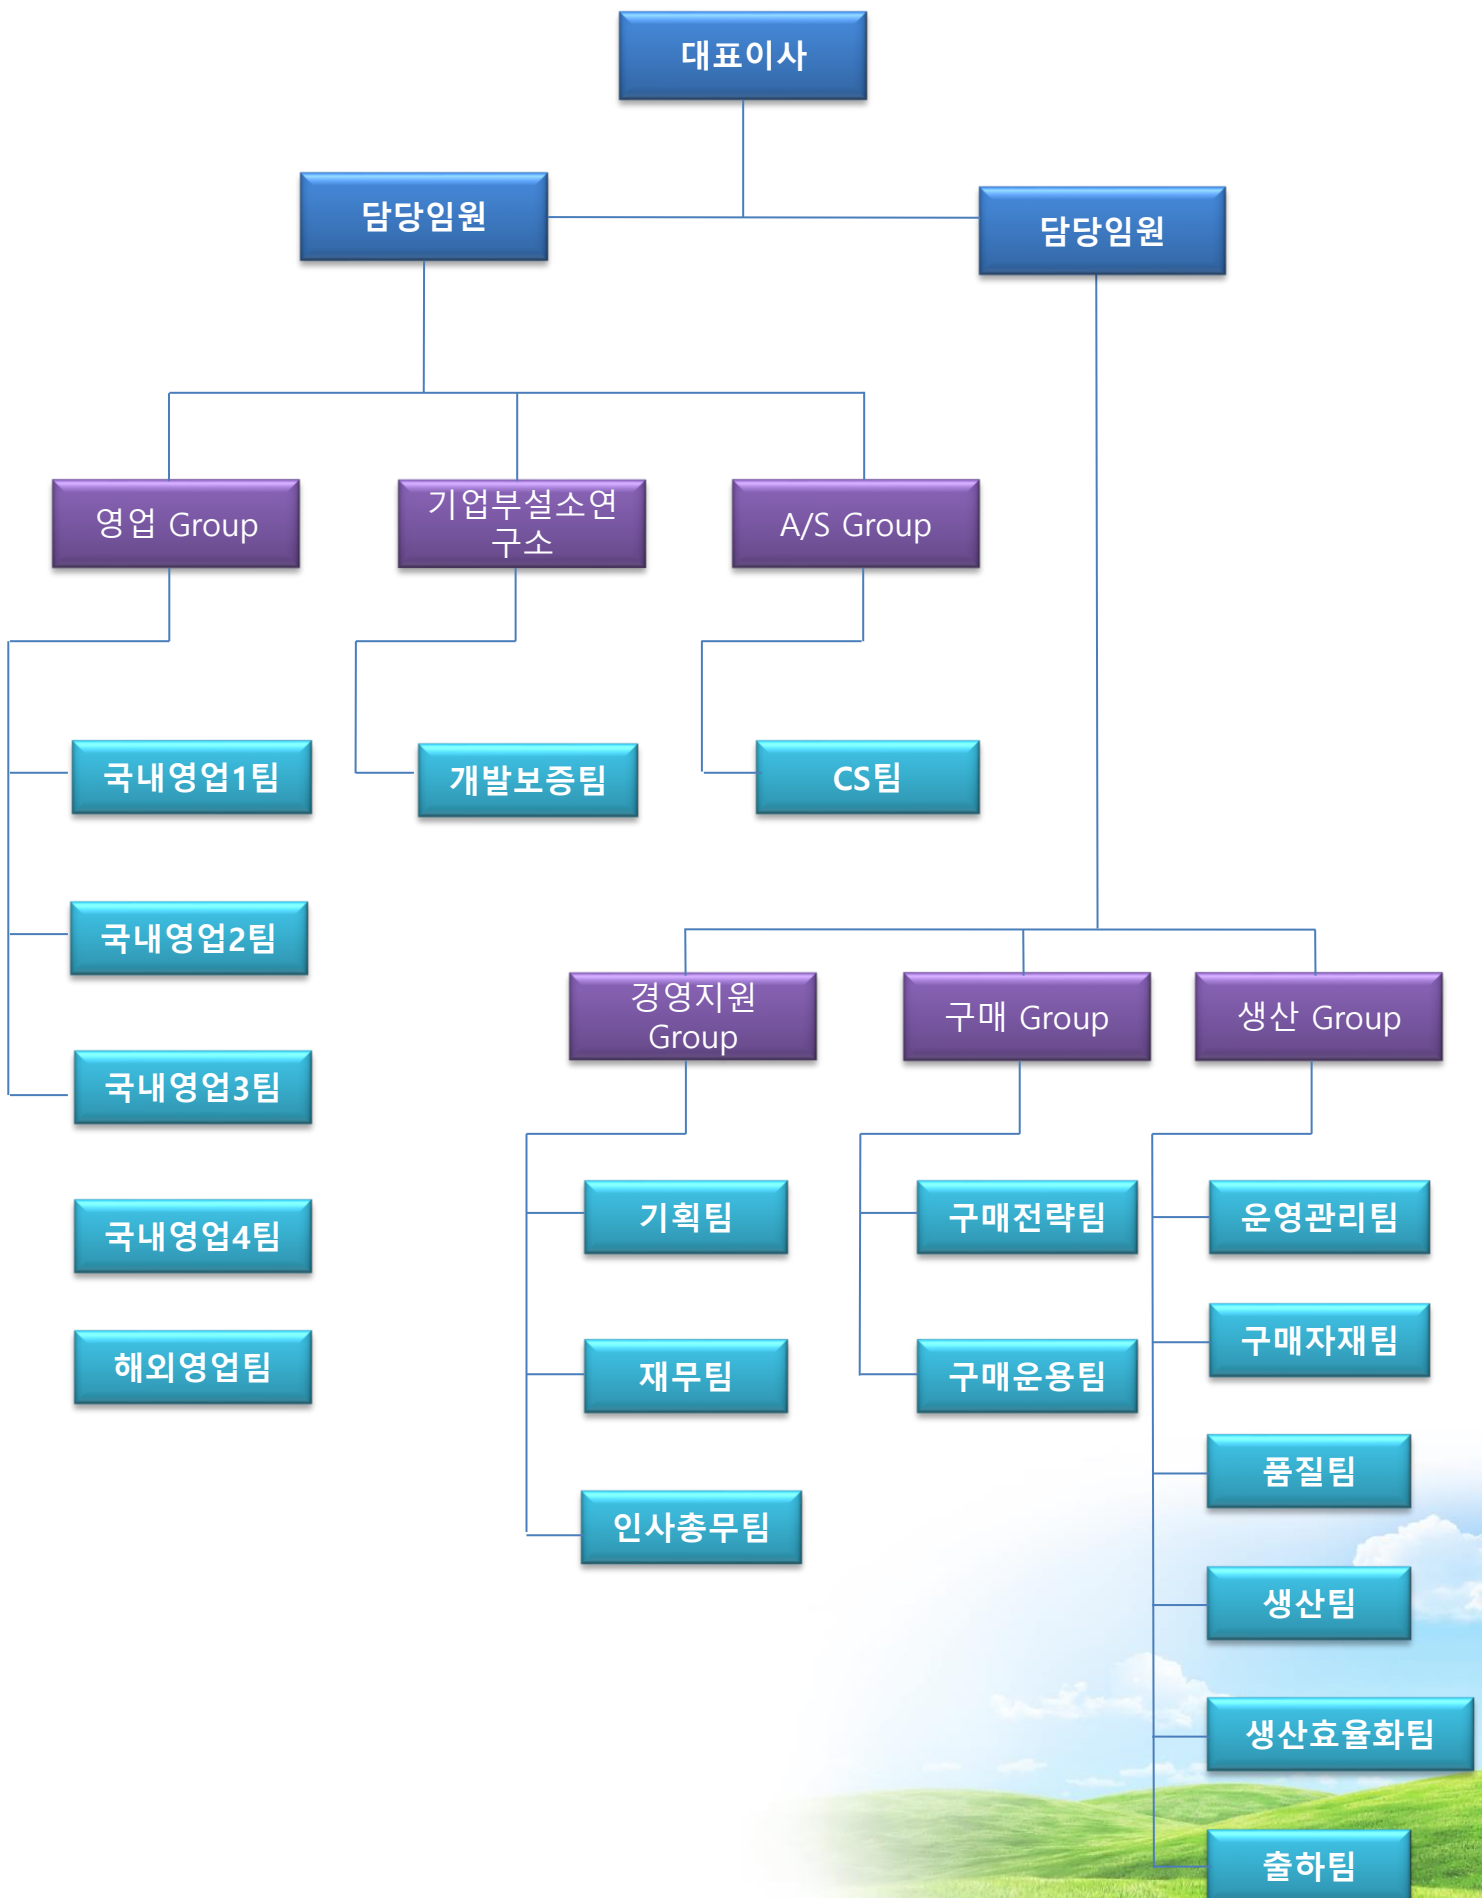 대표이사
담당임원
담당임원
영업 Group
기업부설소연
구소
A/S Group
국내영업1팀
개발보증팀
CS팀
국내영업2팀
국내영업3팀
국내영업4팀
해외영업팀
경영지원
Group
구매 Group
생산 Group
기획팀
구매전략팀
운영관리팀
구매자재팀
재무팀
구매운용팀
품질팀
인사총무팀
생산팀
생산효율화팀
출하팀